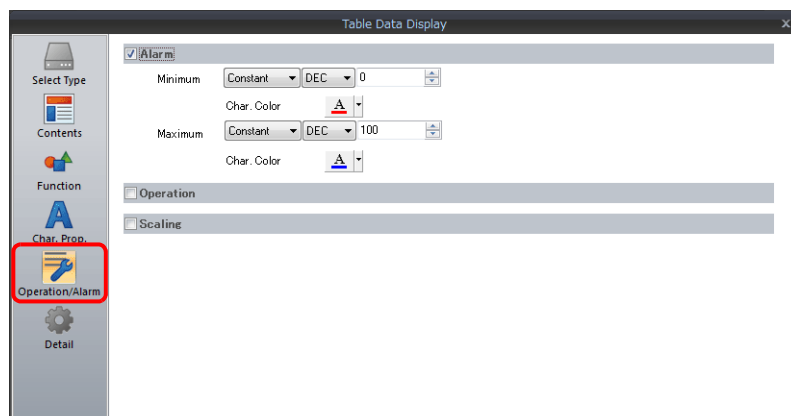 Table Data Display
Select Type
Contents
Function
Char. Prop.
Operation/Alarm
Detail
Alarm
Minimum Constant DEC 0
Char. Color A
Maximum Constant DEC 100
Char. Color A
Operation
Scaling